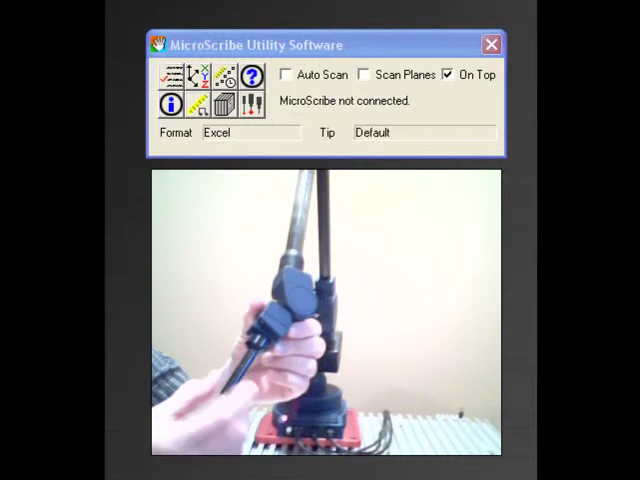 MicroScribe Utility Software
Auto Scan Scan Planes On Top
MicroScribe not connected.
Format Excel Tip Default